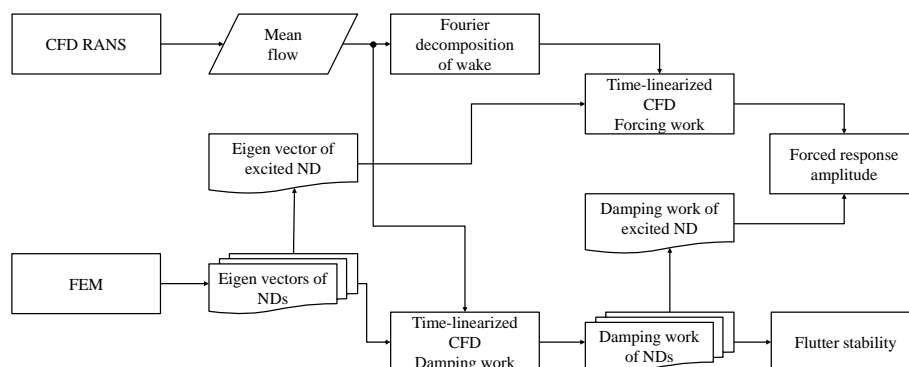 CFD RANS
Mean
flow
Fourier
decomposition
of wake
Time-linearized
CFD
Forcing work
Eigen vector of
excited ND
Forced response
amplitude
Damping work of
excited ND
FEM
Eigen vectors of
NDs
Time-linearized
CFD
Damping work
Damping work
of NDs
Flutter stability